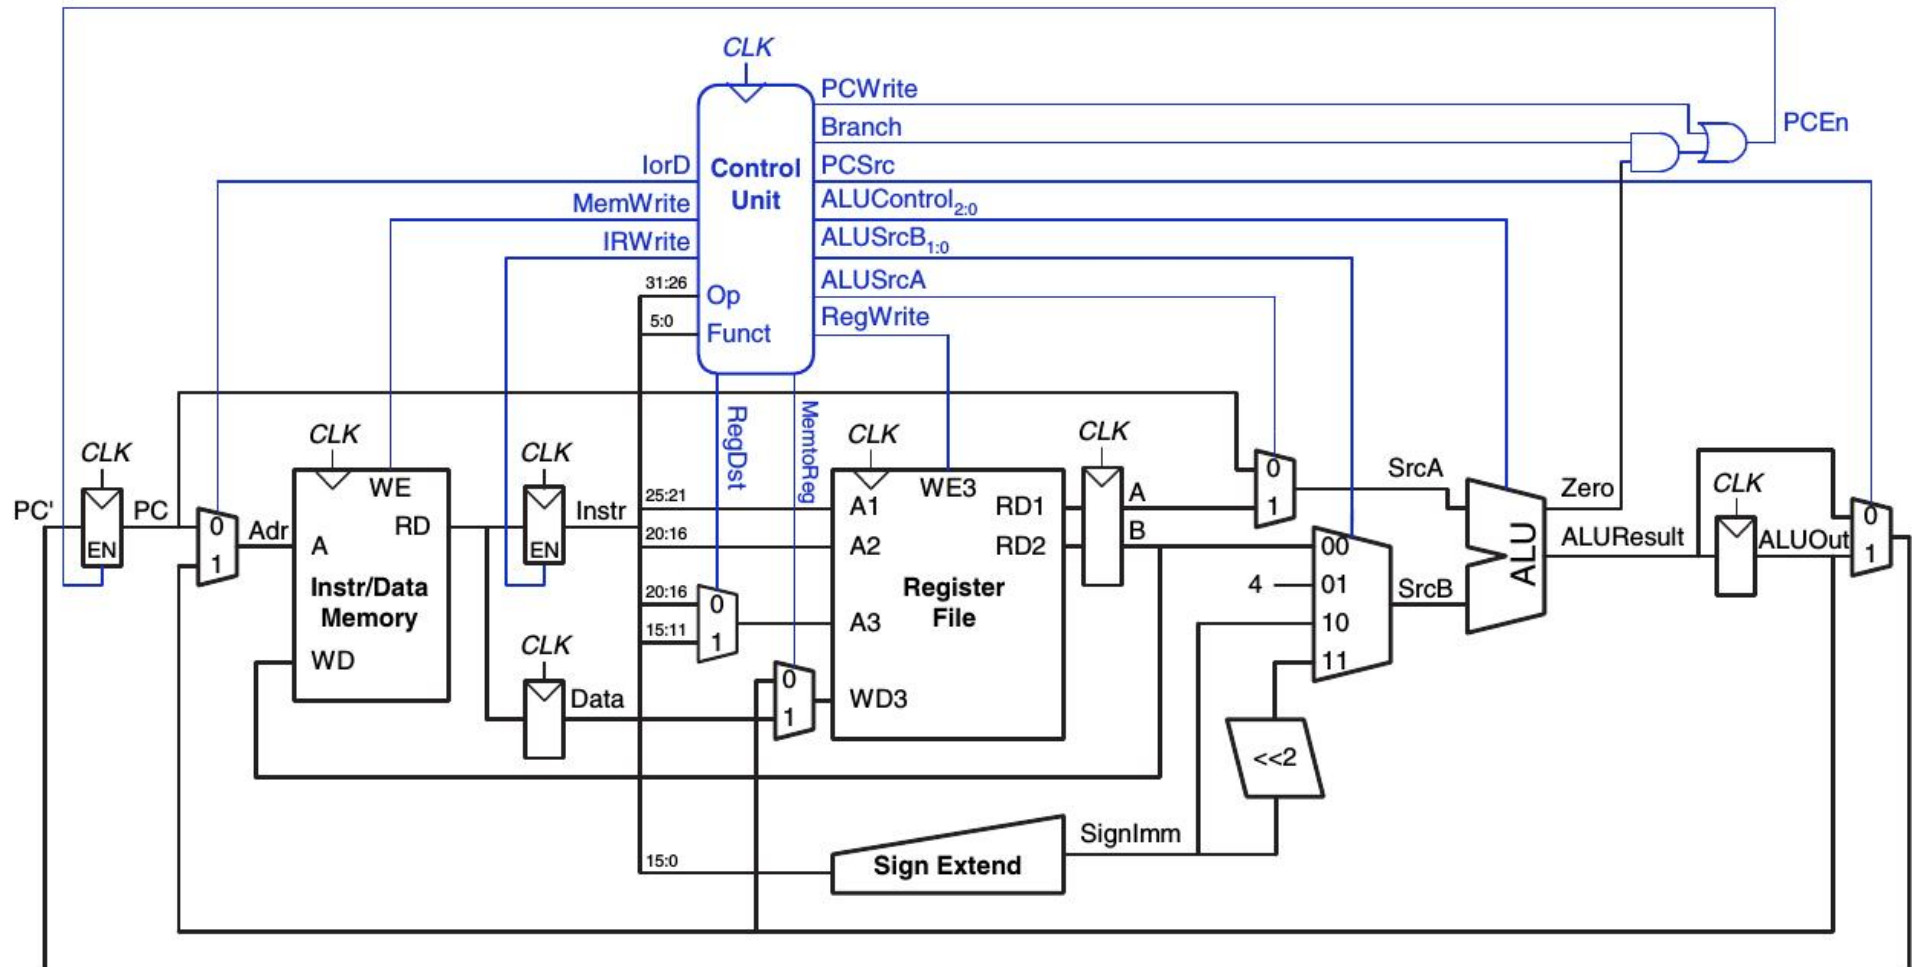 CLK
PCWrite
Branch
PCEn
IorD
Control
Unit
PCSrc
MemWrite
ALUControl2:0
IRWrite
ALUSrcB1:0
31:26
Op
ALUSrcA
5:0
Funct
RegWrite
RegDst
MemtoReg
CLK
CLK
CLK
CLK
CLK
CLK
PC'
EN
PC
0
1
Adr
WE
A
RD
Instr/Data
Memory
WD
EN
Instr
25:21
20:16
20:16
0
15:11
1
CLK
Data
0
1
A1
WE3
RD1
A2
RD2
Register
File
A3
WD3
A
B
0
1
SrcA
00
4
01
10
11
SrcB
ALU
Zero
ALUResult
ALUOut
0
1
<<2
SignImm
15:0
Sign Extend